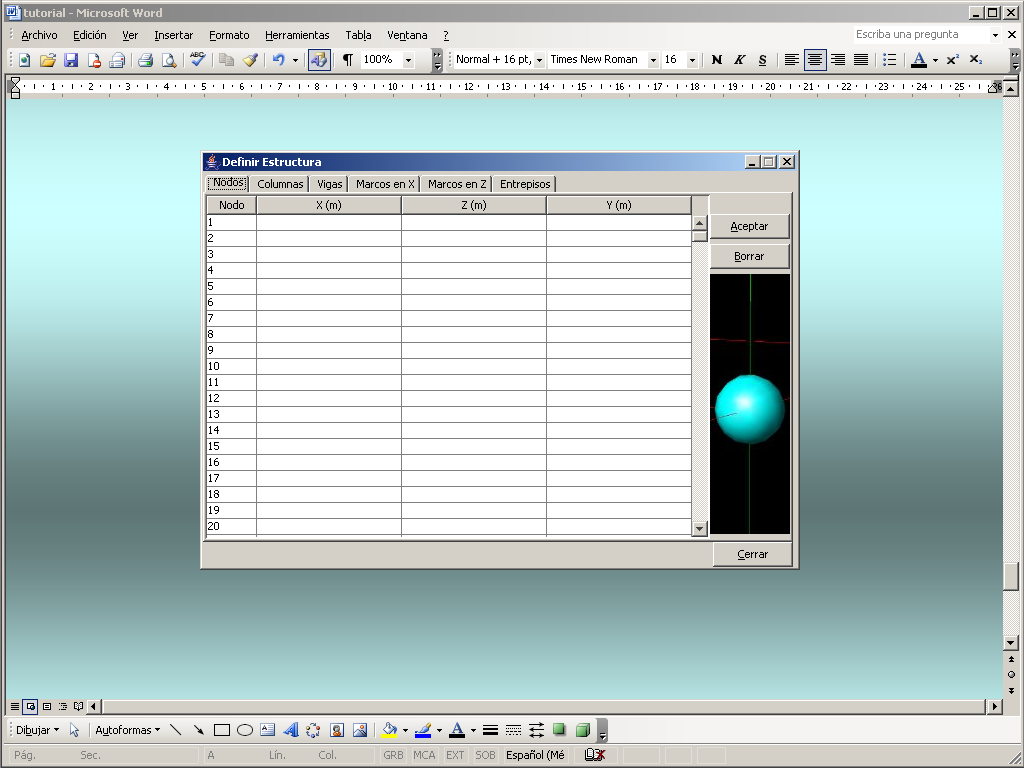 tutorial - Microsoft Word
Archivo Edición Ver Insertar Formato Herramientas Tabla Ventana ? Escriba una pregunta
ABC ¶ 100% Normal + 16 pt, Times New Roman 16 N K S A x² x₂
1 2 3 4 5 6 7 8 9 10 11 12 13 14 15 16 17 18 19 20 21 22 23 24 25 26
Definir Estructura
Nodos Columnas Vigas Marcos en X Marcos en Z Entrepisos
Nodo X (m) Z (m) Y (m)
Aceptar
Borrar
1
2
3
4
5
6
7
8
9
10
11
12
13
14
15
16
17
18
19
20
Cerrar
Dibujar Autoformas A A
Pág. Sec. A Lín. Col. GRB MCA EXT SOB Español (Mé